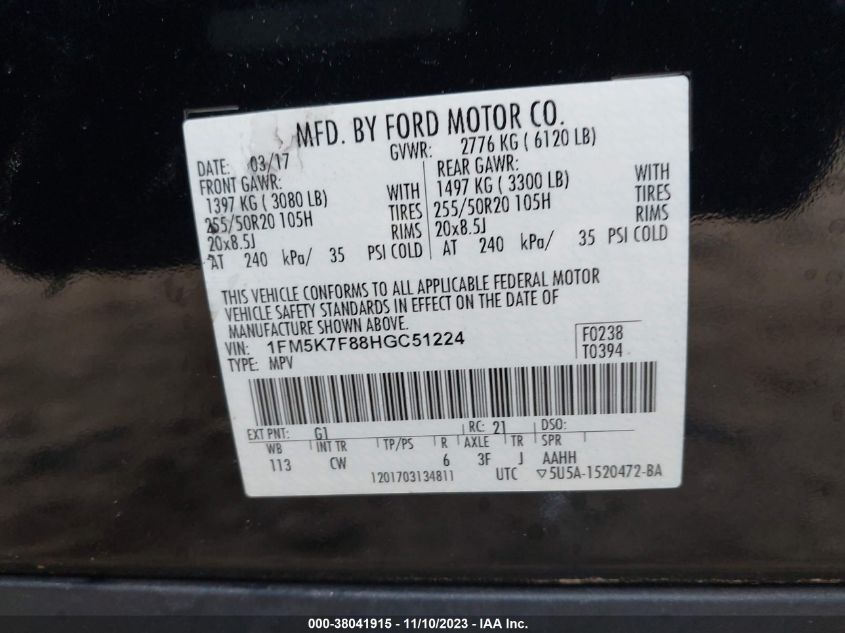 MFD. BY FORD MOTOR CO.
DATE: 03/17 GVWR: 2776 KG ( 6120 LB)
FRONT GAWR: REAR GAWR:
1397 KG ( 3080 LB) WITH 1497 KG ( 3300 LB) WITH
255/50R20 105H TIRES 255/50R20 105H TIRES
20x8.5J RIMS 20x8.5J RIMS
AT 240 kPa/ 35 PSI COLD AT 240 kPa/ 35 PSI COLD
THIS VEHICLE CONFORMS TO ALL APPLICABLE FEDERAL MOTOR
VEHICLE SAFETY STANDARDS IN EFFECT ON THE DATE OF
MANUFACTURE SHOWN ABOVE.
VIN: 1FM5K7F88HGC51224 F0238
TYPE: MPV T0394
EXT PNT: G1 RC: 21 DSO:
WB INT TR TP/PS R AXLE TR SPR
113 CW 6 3F J AAHH
1201703134811 UTC ▽5U5A-1520472-BA
000-38041915 - 11/10/2023 - IAA Inc.